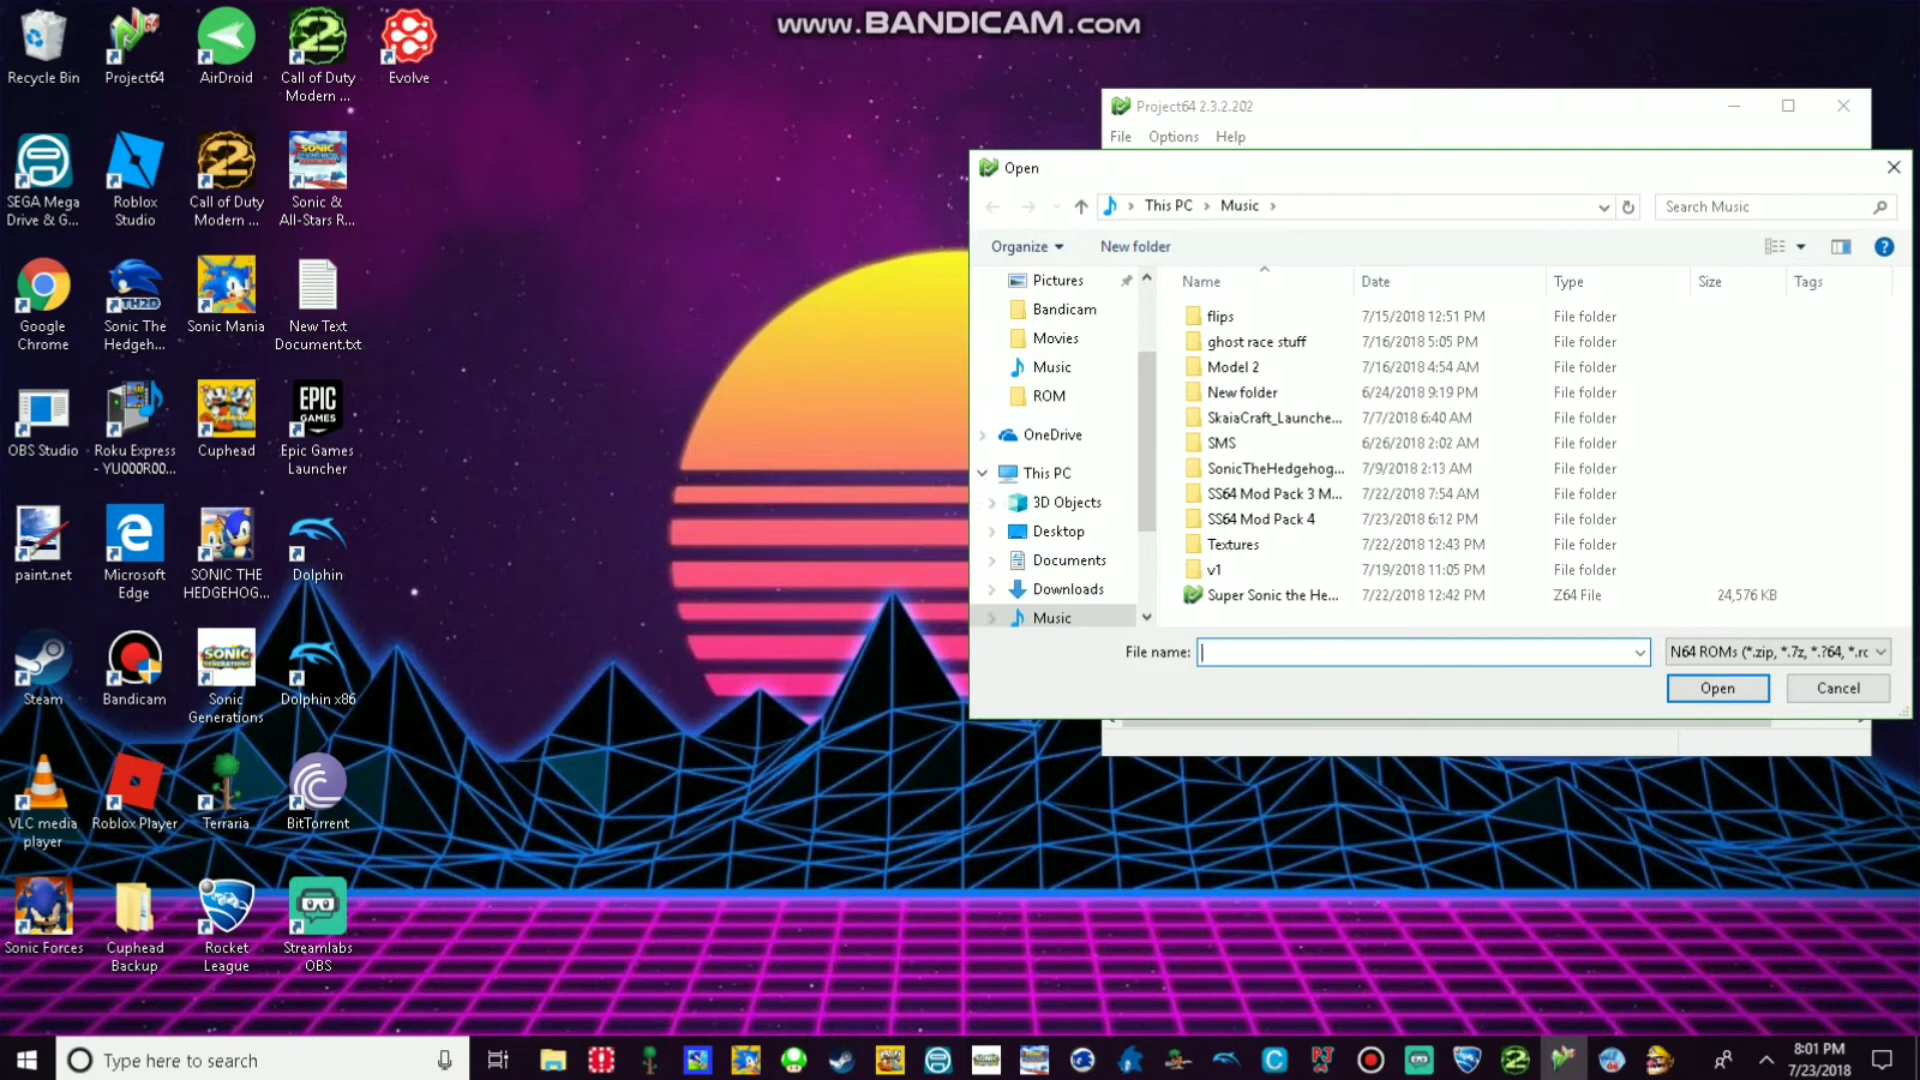 www.BANDICAM.com
Recycle Bin
Project64
AirDroid
Call of Duty
Modern ...
Evolve
SEGA Mega
Drive & G...
Roblox
Studio
Call of Duty
Modern ...
Sonic &
All-Stars R...
Google
Chrome
Sonic The
Hedgeh...
Sonic Mania
New Text
Document.txt
OBS Studio
Roku Express
- YU000R00...
Cuphead
EPIC
GAMES
Epic Games
Launcher
paint.net
Microsoft
Edge
SONIC THE
HEDGEHOG...
Dolphin
Steam
Bandicam
Sonic
Generations
Dolphin x86
VLC media
player
Roblox Player
Terraria
BitTorrent
Sonic Forces
Cuphead
Backup
Rocket
League
Streamlabs
OBS
Project64 2.3.2.202
File Options Help
Open
This PC Music
Search Music
Organize New folder
Pictures
Bandicam
Movies
Music
ROM
OneDrive
This PC
3D Objects
Desktop
Documents
Downloads
Music
Name Date Type Size Tags
flips 7/15/2018 12:51 PM File folder
ghost race stuff 7/16/2018 5:05 PM File folder
Model 2 7/16/2018 4:54 AM File folder
New folder 6/24/2018 9:19 PM File folder
SkaiaCraft_Launche... 7/7/2018 6:40 AM File folder
SMS 6/26/2018 2:02 AM File folder
SonicTheHedgehog... 7/9/2018 2:13 AM File folder
SS64 Mod Pack 3 M... 7/22/2018 7:54 AM File folder
SS64 Mod Pack 4 7/23/2018 6:12 PM File folder
Textures 7/22/2018 12:43 PM File folder
v1 7/19/2018 11:05 PM File folder
Super Sonic the He... 7/22/2018 12:42 PM Z64 File 24,576 KB
File name: N64 ROMs (*.zip, *.7z, *.?64, *.rc
Open Cancel
Type here to search
8:01 PM
7/23/2018